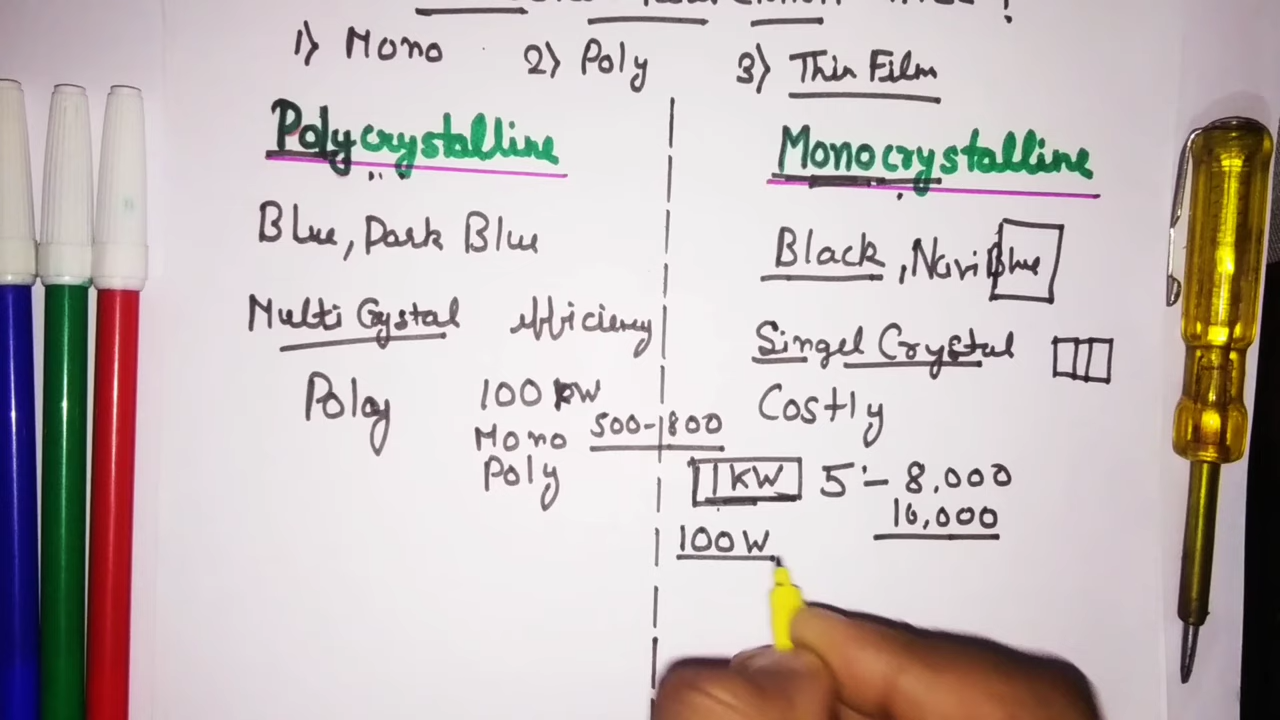 1) Mono 2) Poly 3) Thin Film
Polycrystalline
Blue, Dark Blue
Multi Crystal efficiency
Poly 100 KW
Mono 500-800
Poly
Monocrystalline
Black, Navi Blue
Singel Crystal
Costly
1KW 5'- 8,000
10,000
100W